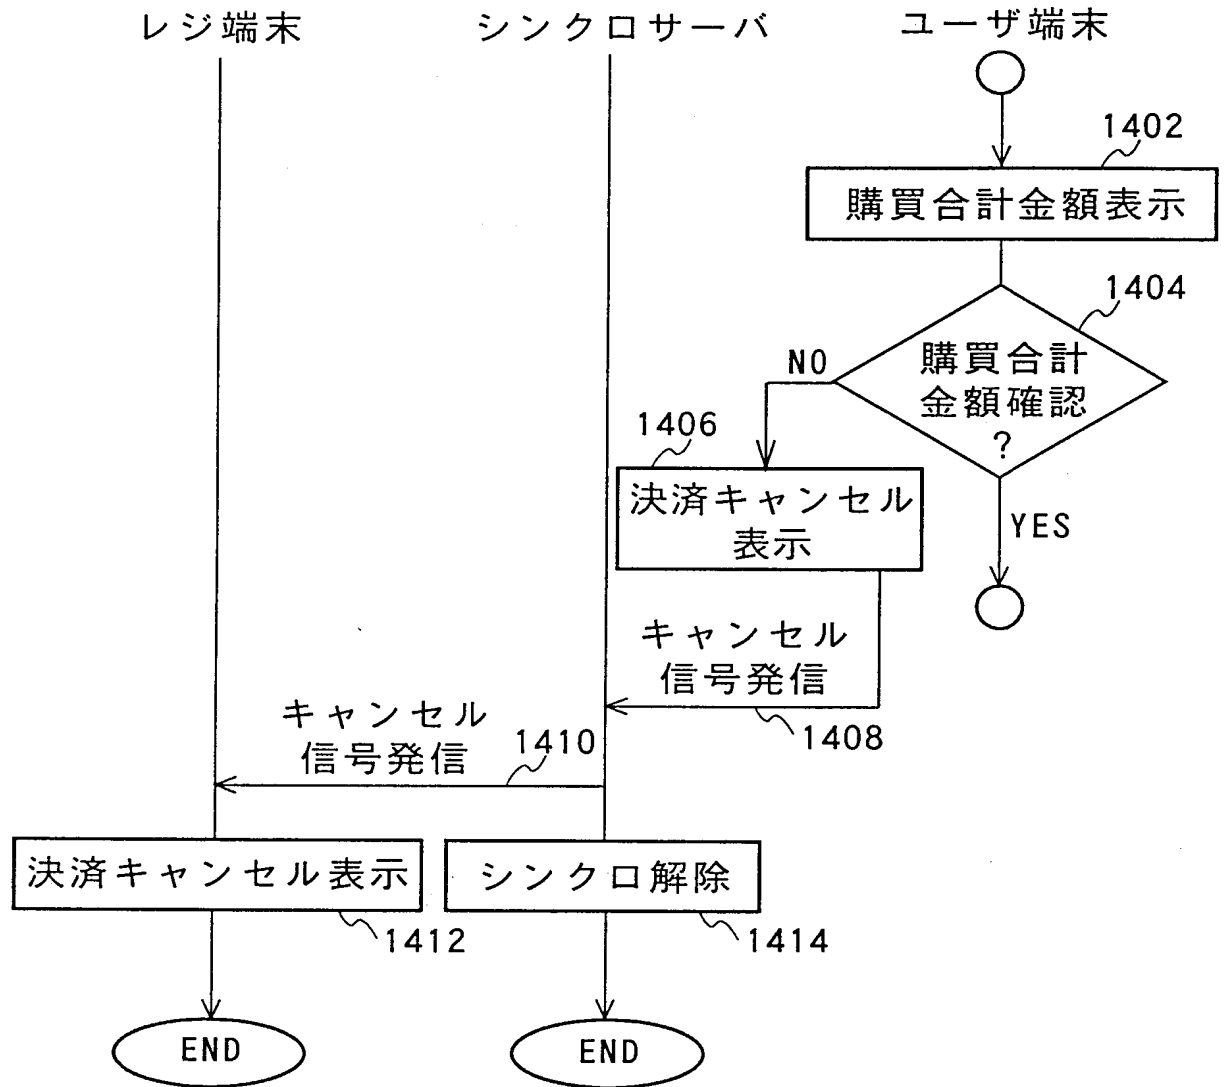 レジ端末
シンクロサーバ
ユーザ端末
1402
購買合計金額表示
1404
購買合計
金額確認
?
NO
YES
1406
決済キャンセル
表示
キャンセル
信号発信
1408
キャンセル
信号発信
1410
決済キャンセル表示
1412
シンクロ解除
1414
END
END